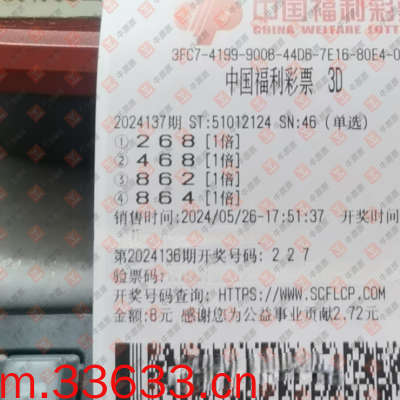 中国福利彩
CHINA WELFARE LOTTE
3FC7-4199-9006-44D6-7E16-80E4-0
中国福利彩票 3D
2024137期 ST:51012124 SN:46 (单选)
① 2 6 8 [1倍]
② 4 6 8 [1倍]
③ 8 6 2 [1倍]
④ 8 6 4 [1倍]
销售时间:2024/05/26-17:51:37 开奖时间
第2024136期开奖号码: 2 2 7
验票码:
开奖号码查询: HTTPS://WWW.SCFLCP.COM
金额:8元 感谢您为公益事业贡献2.72元
m.33633.cn